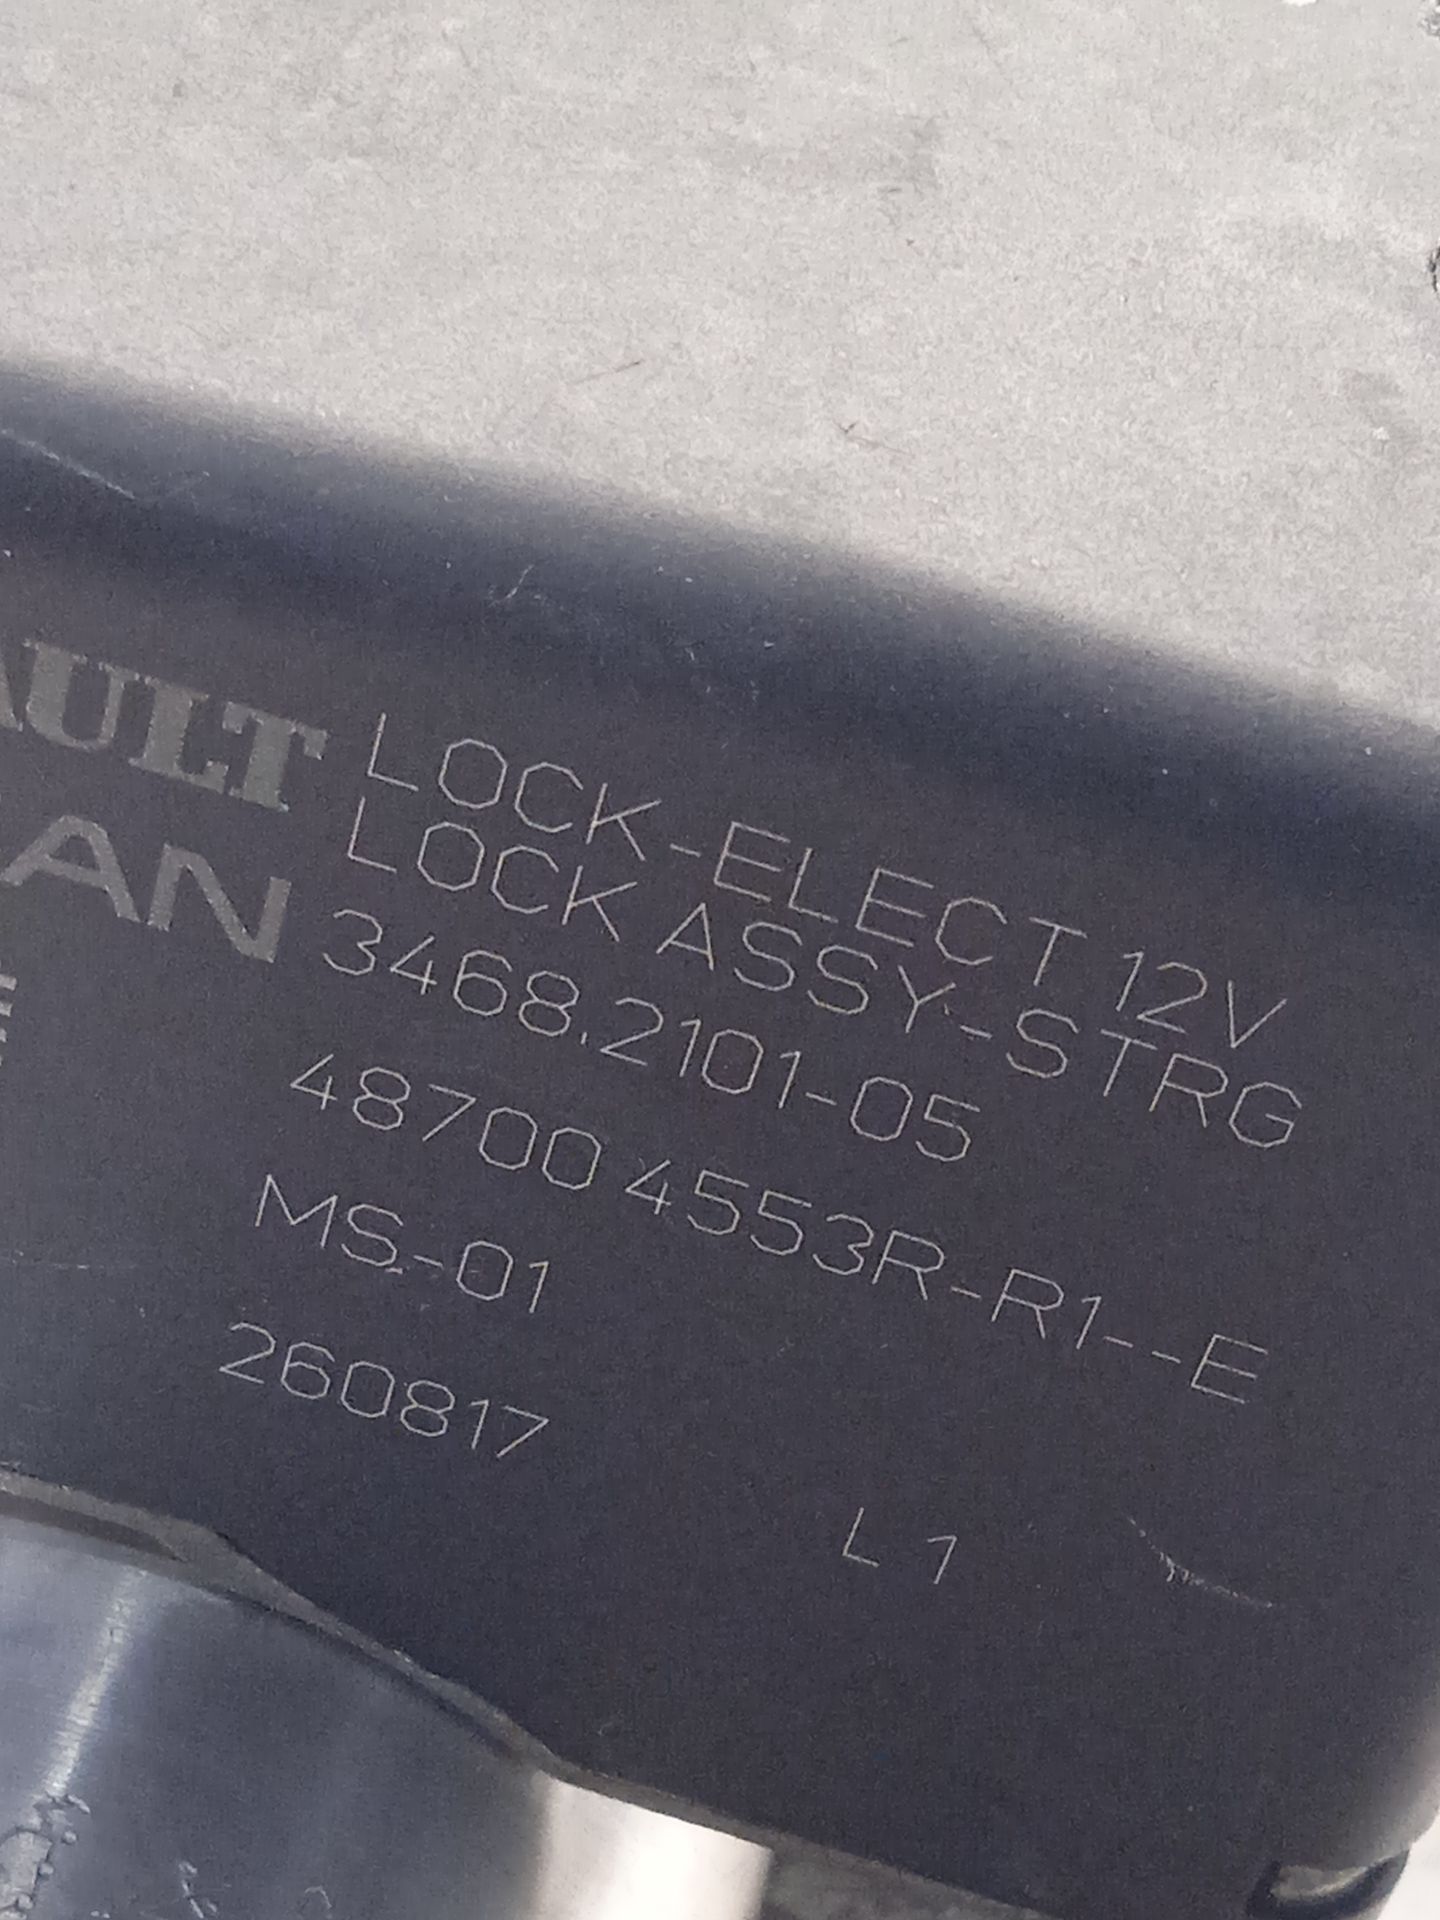 AULT
AN
LOCK-ELECT 12V
LOCK ASSY-STRG
3468.2101-05
48700 4553R-R1--E
MS-01
260817
L 1